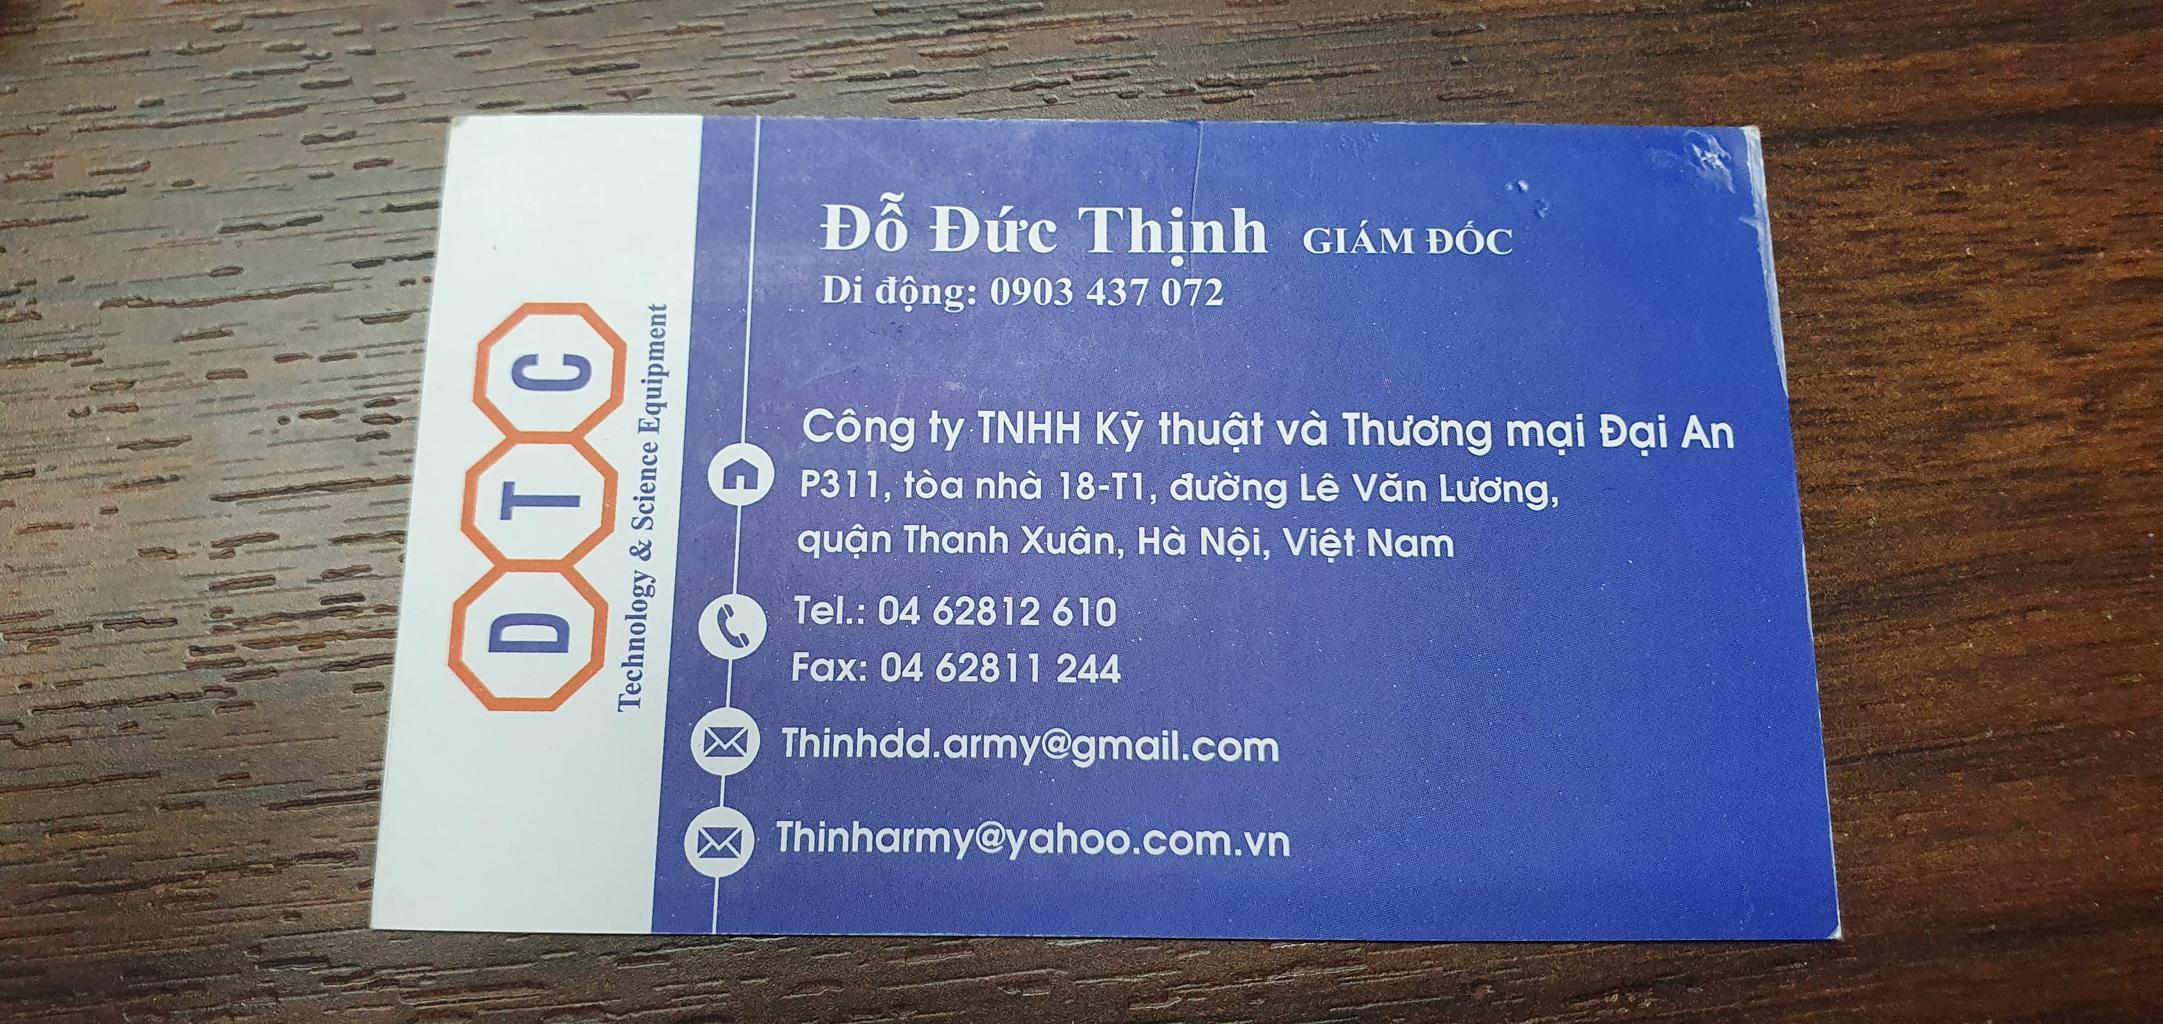 DTC
Technology & Science Equipment
Đỗ Đức Thịnh GIÁM ĐỐC
Di động: 0903 437 072
Công ty TNHH Kỹ thuật và Thương mại Đại An
P311, tòa nhà 18-T1, đường Lê Văn Lương,
quận Thanh Xuân, Hà Nội, Việt Nam
Tel.: 04 62812 610
Fax: 04 62811 244
Thinhdd.army@gmail.com
Thinharmy@yahoo.com.vn